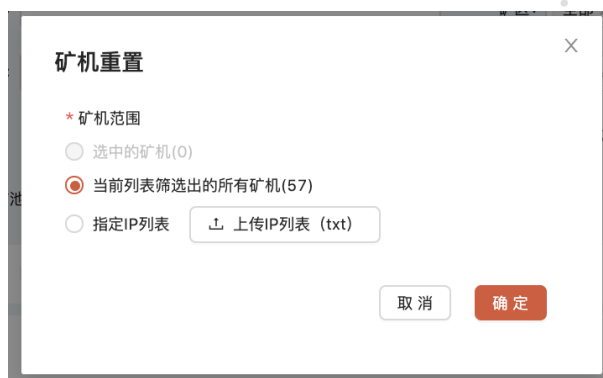 矿机重置
* 矿机范围
选中的矿机(0)
当前列表筛选出的所有矿机(57)
指定IP列表 上传IP列表（txt）
池
取 消 确 定